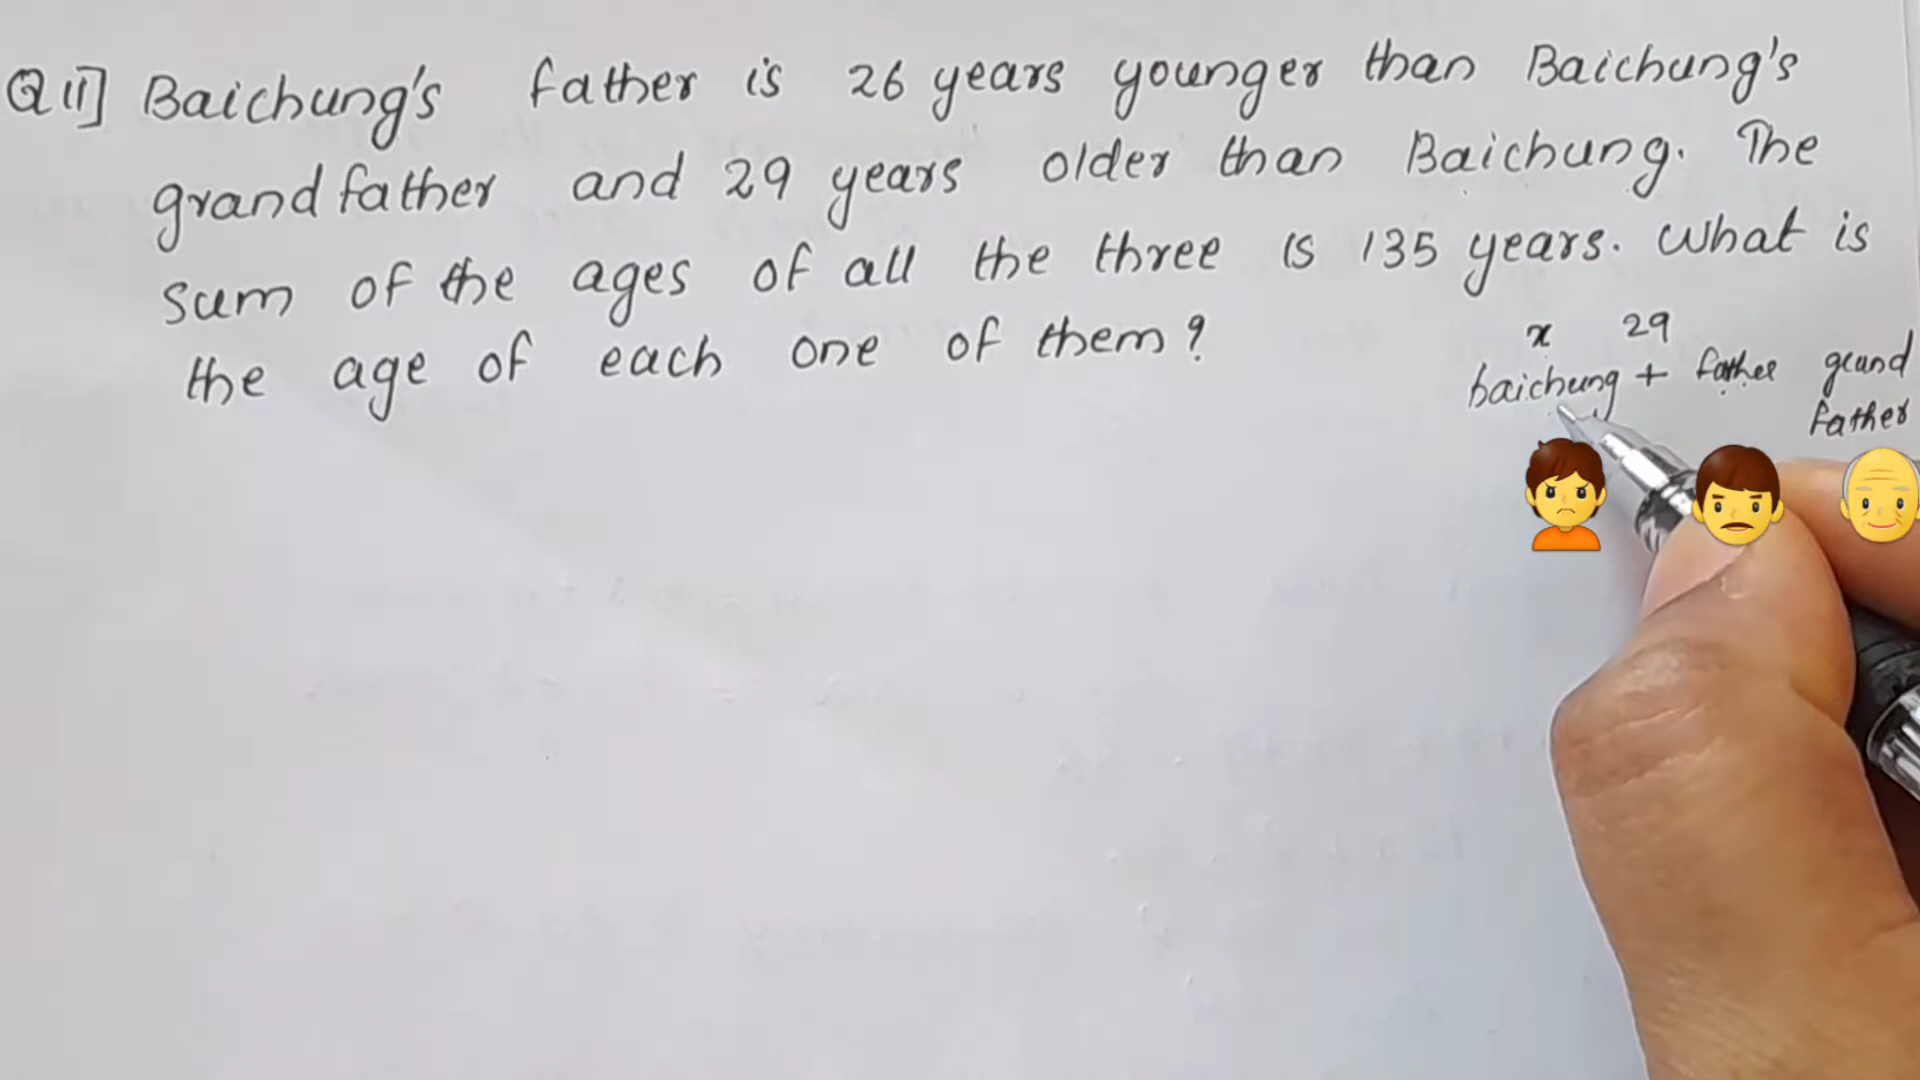 Q 11] Baichung's father is 26 years younger than Baichung's
grandfather and 29 years older than Baichung. The
sum of the ages of all the three is 135 years. What is
the age of each one of them?
x 29
baichung + father grand
father